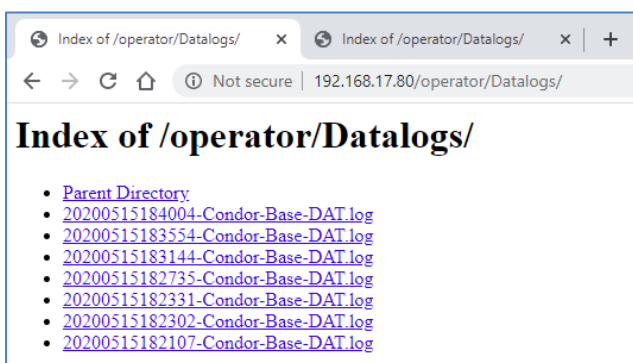 Index of /operator/Datalogs/
Index of /operator/Datalogs/
Not secure 192.168.17.80/operator/Datalogs/
Index of /operator/Datalogs/
Parent Directory
20200515184004-Condor-Base-DAT.log
20200515183554-Condor-Base-DAT.log
20200515183144-Condor-Base-DAT.log
20200515182735-Condor-Base-DAT.log
20200515182331-Condor-Base-DAT.log
20200515182302-Condor-Base-DAT.log
20200515182107-Condor-Base-DAT.log